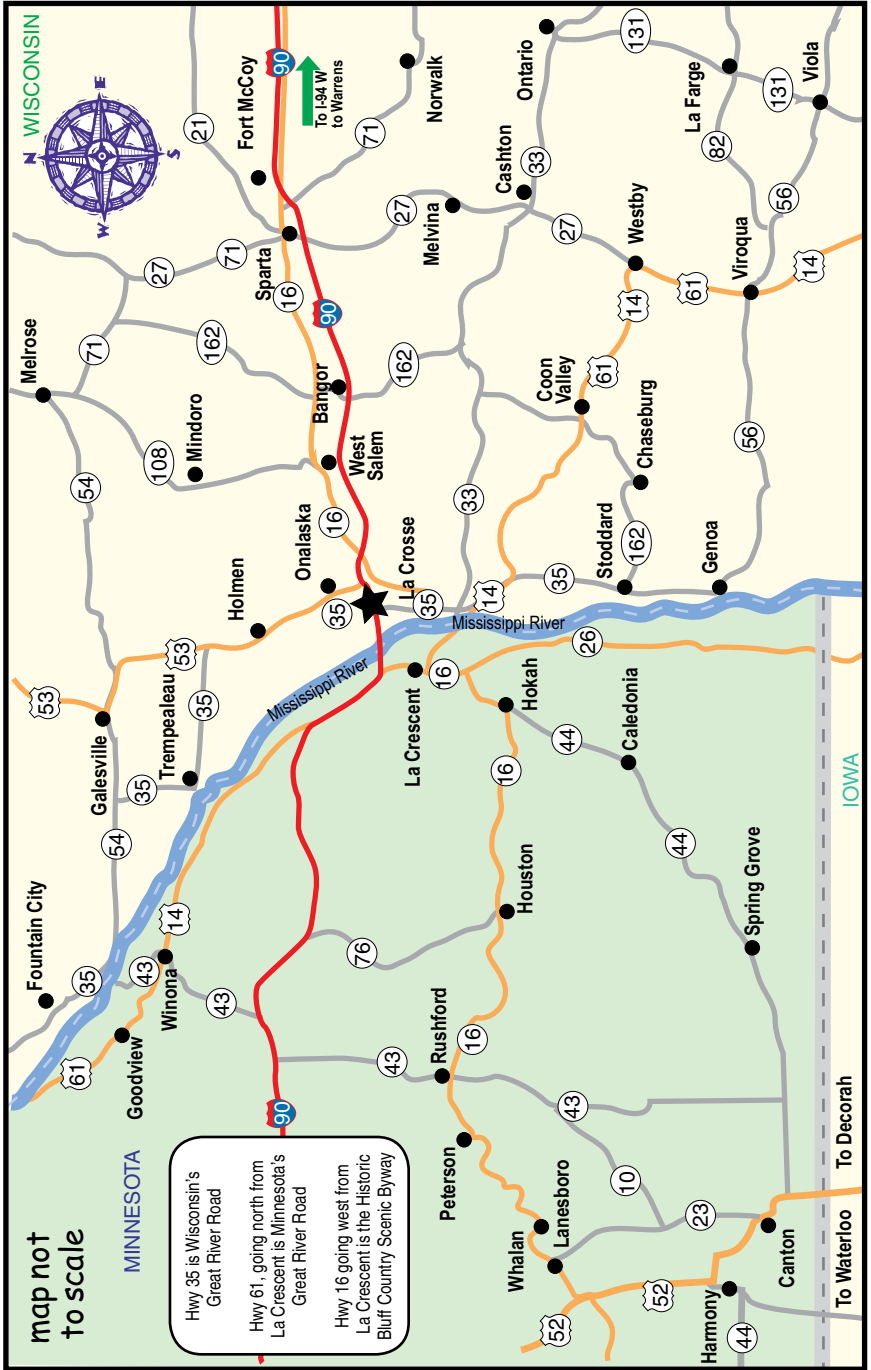 map not
to scale
MINNESOTA
WISCONSIN
IOWA
Hwy 35 is Wisconsin's
Great River Road
Hwy 61, going north from
La Crescent is Minnesota's
Great River Road
Hwy 16 going west from
La Crescent is the Historic
Bluff Country Scenic Byway
N
E
S
W
61
Fountain City
35
Goodview
43
Winona
14
43
54
Galesville
53
35
Trempealeau
35
53
Holmen
54
Melrose
108
Mindoro
71
162
27
71
21
Fort McCoy
90
To I-94 W
to Warrens
Sparta
16
90
Bangor
West
Salem
16
Onalaska
35
La Crosse
35
Mississippi River
Mississippi River
90
43
76
La Crescent
16
14
33
162
71
Norwalk
27
Melvina
Cashton
33
Ontario
131
Rushford
16
Houston
16
Hokah
26
35
Coon
Valley
61
14
27
Westby
61
82
La Farge
131
Viola
Peterson
43
10
Whalan
Lanesboro
23
44
Caledonia
44
Spring Grove
Stoddard
162
Chaseburg
Genoa
56
Viroqua
56
14
52
52
Harmony
44
Canton
To Waterloo
To Decorah